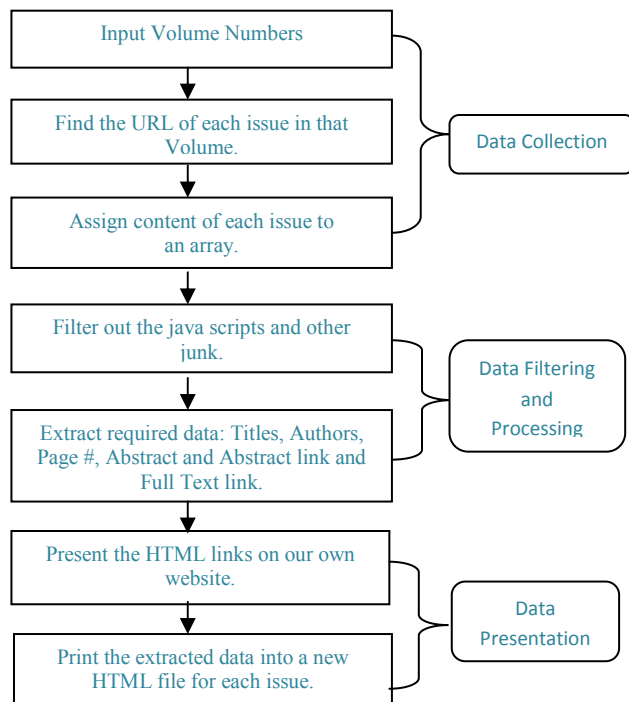 Input Volume Numbers
Find the URL of each issue in that
Volume.
Data Collection
Assign content of each issue to
an array.
Filter out the java scripts and other
junk.
Data Filtering
and
Processing
Extract required data: Titles, Authors,
Page #, Abstract and Abstract link and
Full Text link.
Present the HTML links on our own
website.
Data
Presentation
Print the extracted data into a new
HTML file for each issue.